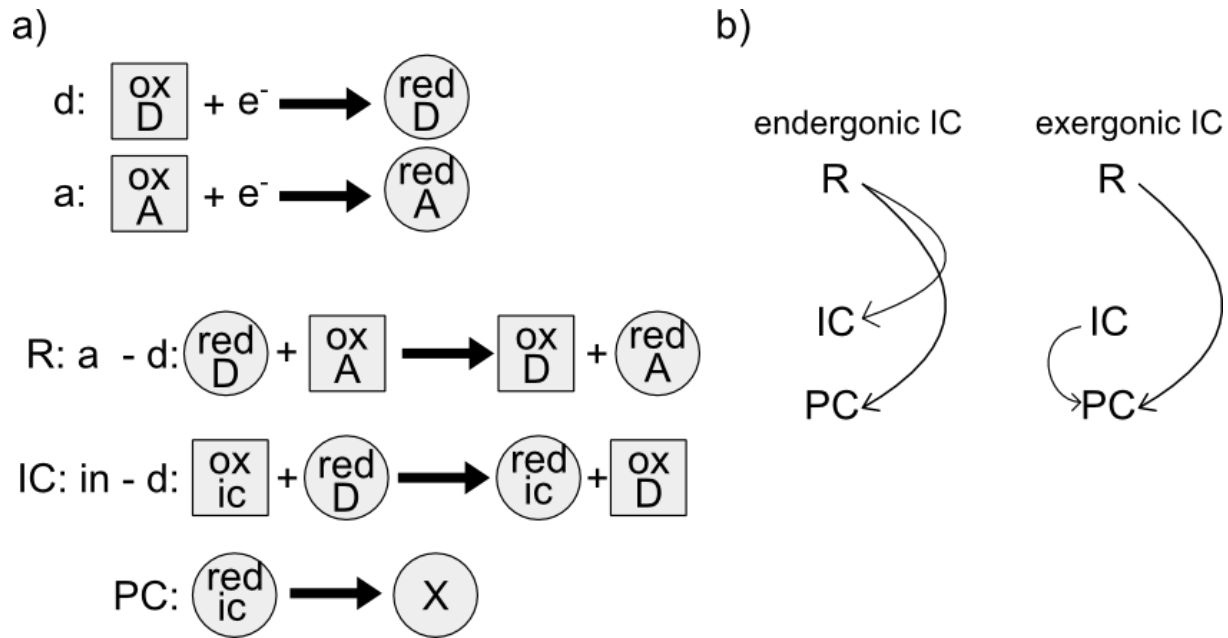 a)
d: ox D + e- red D
a: ox A + e- red A
R: a - d: red D + ox A ox D + red A
IC: in - d: ox ic + red D red ic + ox D
PC: red ic X
b)
endergonic IC exergonic IC
R R
IC IC
PC PC